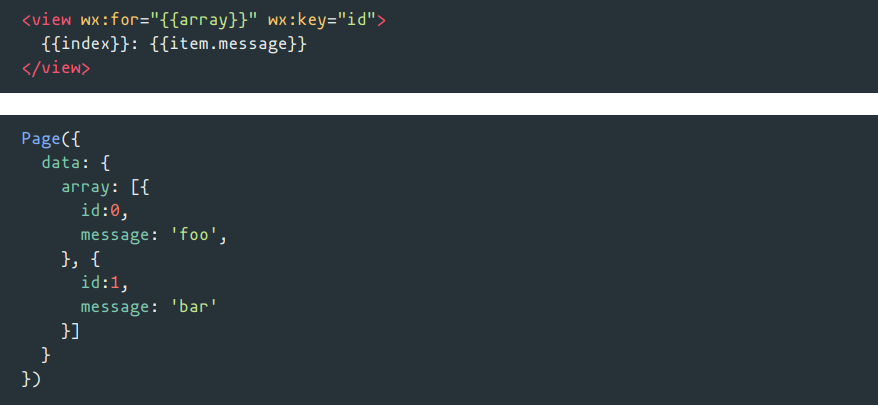 <view wx:for="{{array}}" wx:key="id">
  {{index}}: {{item.message}}
</view>
Page({
  data: {
    array: [{
      id:0,
      message: 'foo',
    }, {
      id:1,
      message: 'bar'
    }]
  }
})